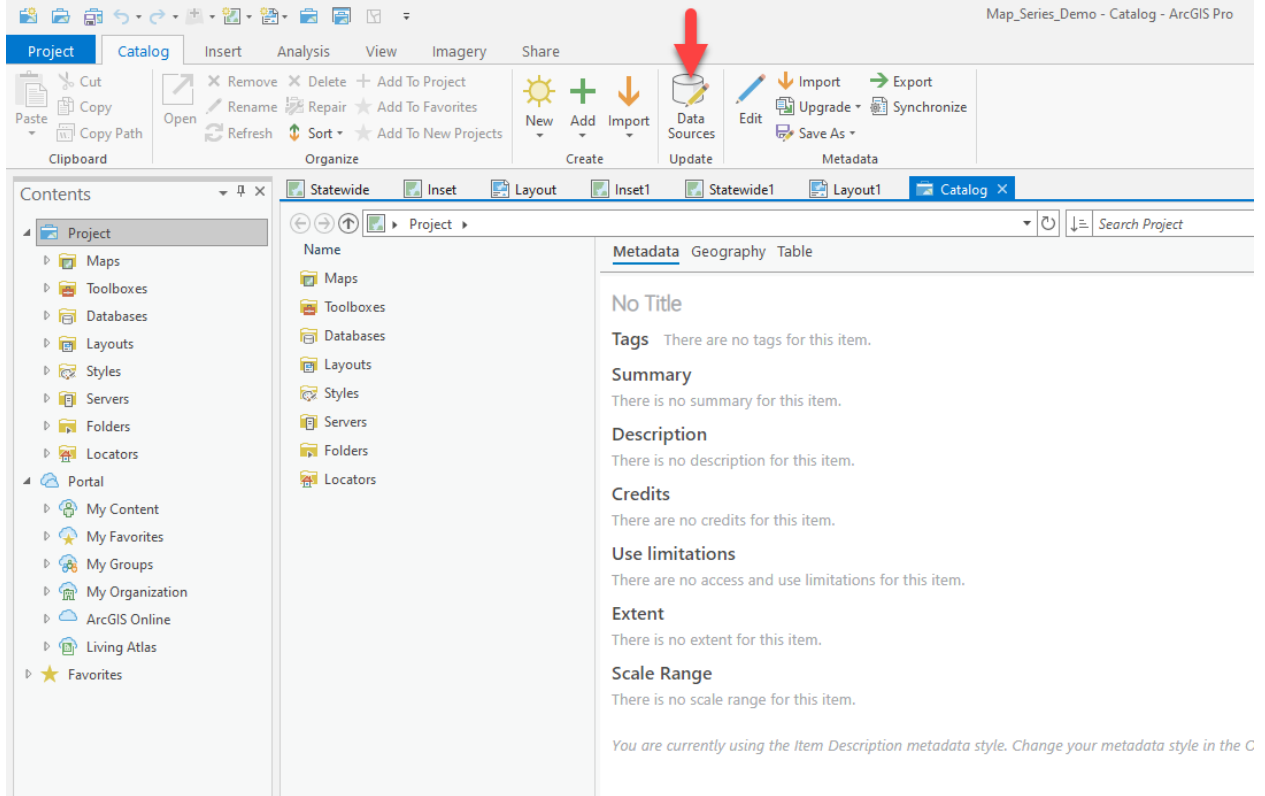 Map_Series_Demo - Catalog - ArcGIS Pro
Project Catalog Insert Analysis View Imagery Share
Paste
Cut
Copy
Copy Path
Clipboard
Open
Remove Delete Add To Project
Rename Repair Add To Favorites
Refresh Sort Add To New Projects
Organize
New Add Import
Create
Data Sources
Update
Edit
Import Export
Upgrade Synchronize
Save As
Metadata
Contents
Project
Maps
Toolboxes
Databases
Layouts
Styles
Servers
Folders
Locators
Portal
My Content
My Favorites
My Groups
My Organization
ArcGIS Online
Living Atlas
Favorites
Statewide Inset Layout Inset1 Statewide1 Layout1 Catalog
Project Search Project
Name
Maps
Toolboxes
Databases
Layouts
Styles
Servers
Folders
Locators
Metadata Geography Table
No Title
Tags There are no tags for this item.
Summary
There is no summary for this item.
Description
There is no description for this item.
Credits
There are no credits for this item.
Use limitations
There are no access and use limitations for this item.
Extent
There is no extent for this item.
Scale Range
There is no scale range for this item.
You are currently using the Item Description metadata style. Change your metadata style in the